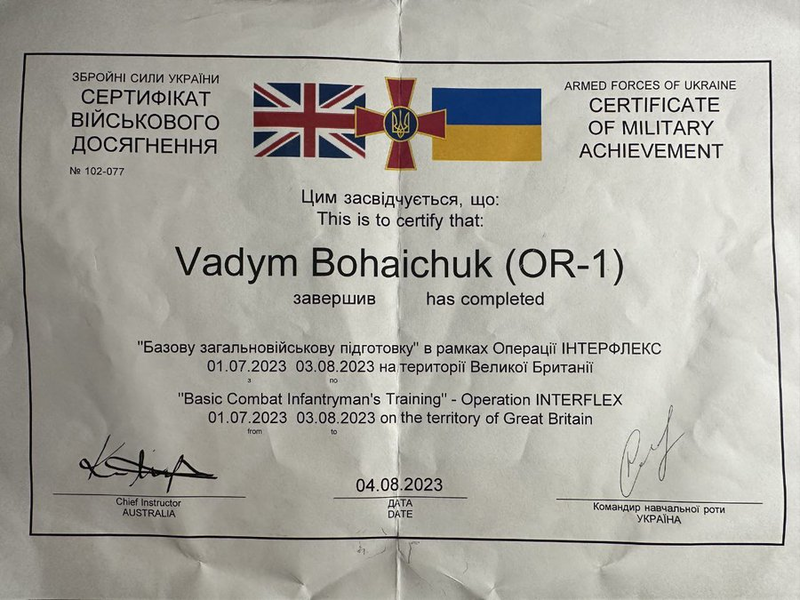 ЗБРОЙНІ СИЛИ УКРАЇНИ
СЕРТИФІКАТ
ВІЙСЬКОВОГО
ДОСЯГНЕННЯ
№ 102-077
ARMED FORCES OF UKRAINE
CERTIFICATE
OF MILITARY
ACHIEVEMENT
Цим засвідчується, що:
This is to certify that:
Vadym Bohaichuk (OR-1)
завершив has completed
"Базову загальновійськову підготовку" в рамках Операції ІНТЕРФЛЕКС
01.07.2023 03.08.2023 на території Великої Британії
з по
"Basic Combat Infantryman's Training" - Operation INTERFLEX
01.07.2023 03.08.2023 on the territory of Great Britain
from to
Chief Instructor
AUSTRALIA
04.08.2023
ДАТА
DATE
Командир навчальної роти
УКРАЇНА